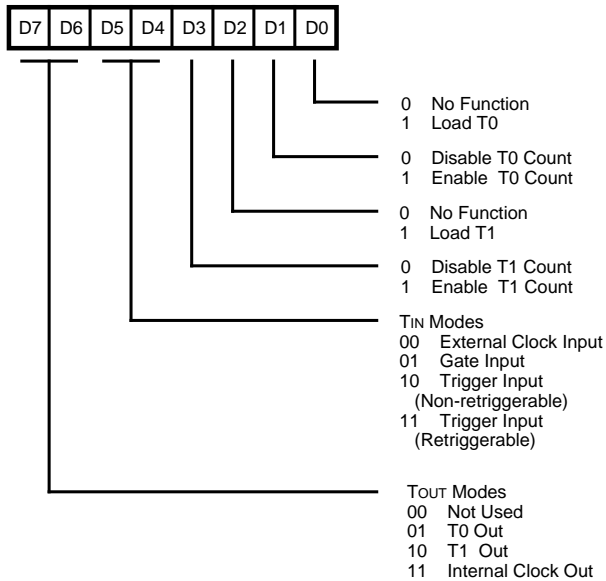 D7 D6 D5 D4 D3 D2 D1 D0
0 No Function
1 Load T0
0 Disable T0 Count
1 Enable T0 Count
0 No Function
1 Load T1
0 Disable T1 Count
1 Enable T1 Count
TIN Modes
00 External Clock Input
01 Gate Input
10 Trigger Input
(Non-retriggerable)
11 Trigger Input
(Retriggerable)
TOUT Modes
00 Not Used
01 T0 Out
10 T1 Out
11 Internal Clock Out